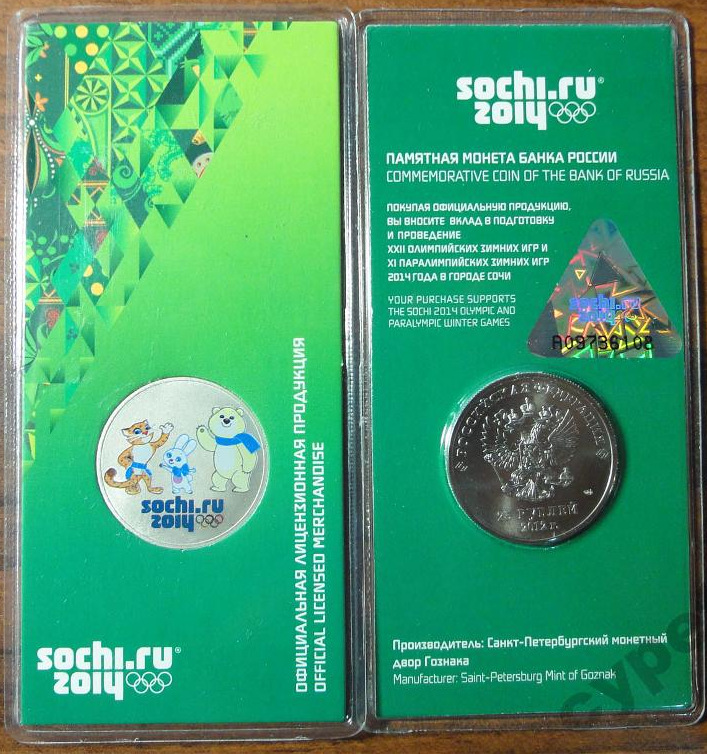 sochi.ru
2014
ОФИЦИАЛЬНАЯ ЛИЦЕНЗИОННАЯ ПРОДУКЦИЯ
OFFICIAL LICENSED MERCHANDISE
sochi.ru®
2014
sochi.ru®
2014
ПАМЯТНАЯ МОНЕТА БАНКА РОССИИ
COMMEMORATIVE COIN OF THE BANK OF RUSSIA
ПОКУПАЯ ОФИЦИАЛЬНУЮ ПРОДУКЦИЮ,
ВЫ ВНОСИТЕ ВКЛАД В ПОДГОТОВКУ
И ПРОВЕДЕНИЕ
XXII ОЛИМПИЙСКИХ ЗИМНИХ ИГР И
XI ПАРАЛИМПИЙСКИХ ЗИМНИХ ИГР
2014 ГОДА В ГОРОДЕ СОЧИ
YOUR PURCHASE SUPPORTS
THE SOCHI 2014 OLYMPIC AND
PARALYMPIC WINTER GAMES
sochi.ru
2014
A09736108
РОССИЙСКАЯ ФЕДЕРАЦИЯ
25 РУБЛЕЙ
2012 г.
Производитель: Санкт-Петербургский монетный
двор Гознака
Manufacturer: Saint-Petersburg Mint of Goznak